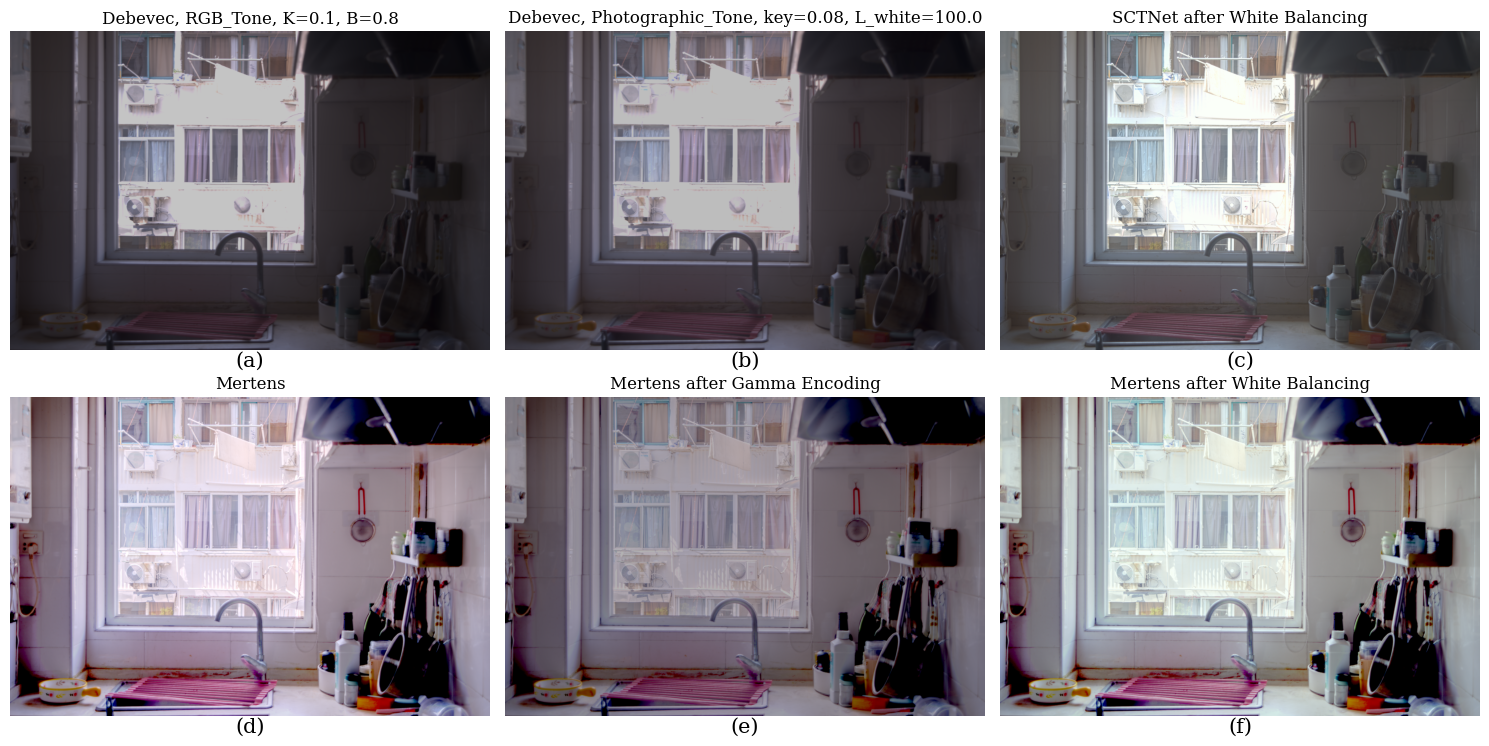 Debevec, RGB_Tone, K=0.1, B=0.8
Debevec, Photographic_Tone, key=0.08, L_white=100.0
SCTNet after White Balancing
(a)
(b)
(c)
Mertens
Mertens after Gamma Encoding
Mertens after White Balancing
(d)
(e)
(f)